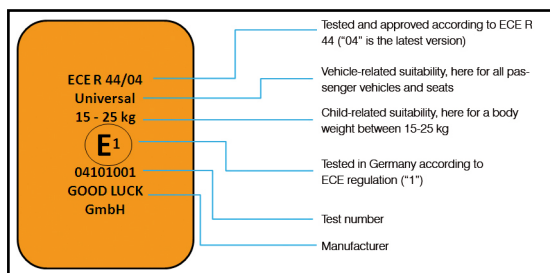 ECE R 44/04
Universal
15 - 25 kg
E1
04101001
GOOD LUCK
GmbH
Tested and approved according to ECE R
44 (“04” is the latest version)
Vehicle-related suitability, here for all pas-
senger vehicles and seats
Child-related suitability, here for a body
weight between 15-25 kg
Tested in Germany according to
ECE regulation (“1”)
Test number
Manufacturer